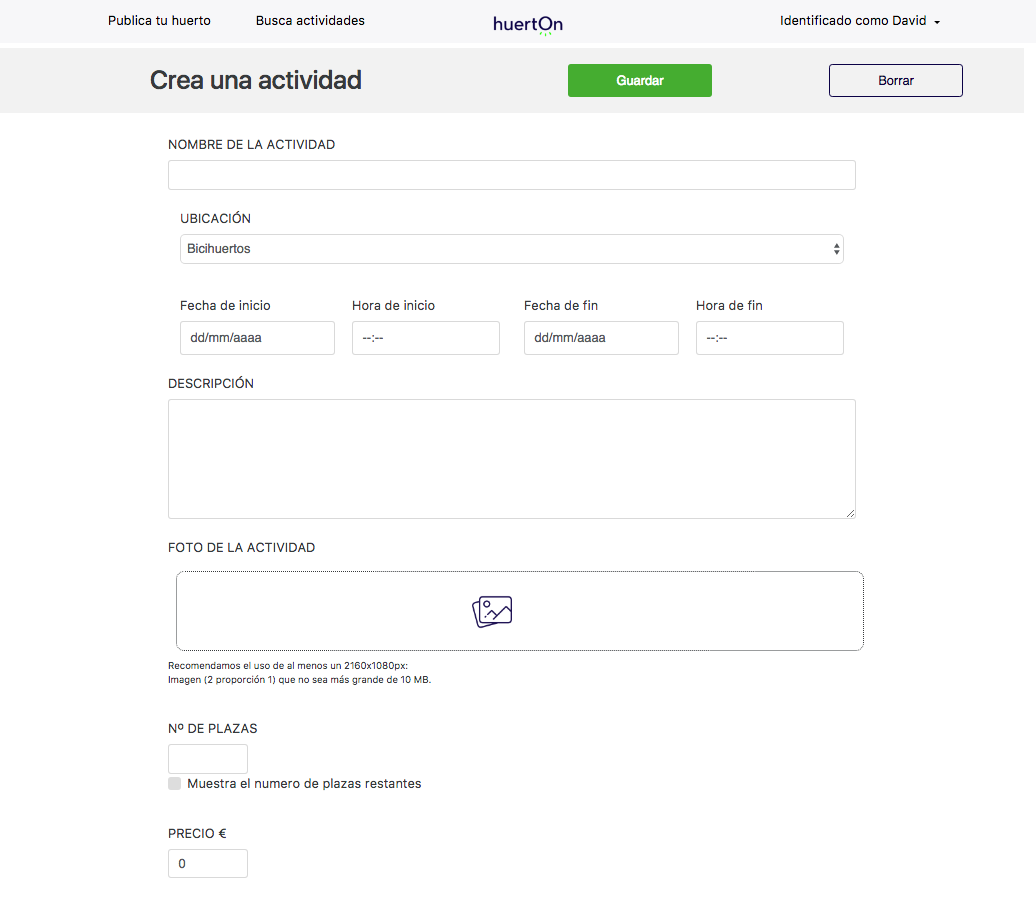 Publica tu huerto Busca actividades huertOn Identificado como David
Crea una actividad Guardar Borrar
NOMBRE DE LA ACTIVIDAD
UBICACIÓN
Bicihuertos
Fecha de inicio Hora de inicio Fecha de fin Hora de fin
dd/mm/aaaa --:-- dd/mm/aaaa --:--
DESCRIPCIÓN
FOTO DE LA ACTIVIDAD
Recomendamos el uso de al menos un 2160x1080px:
Imagen (2 proporción 1) que no sea más grande de 10 MB.
Nº DE PLAZAS
Muestra el numero de plazas restantes
PRECIO €
0